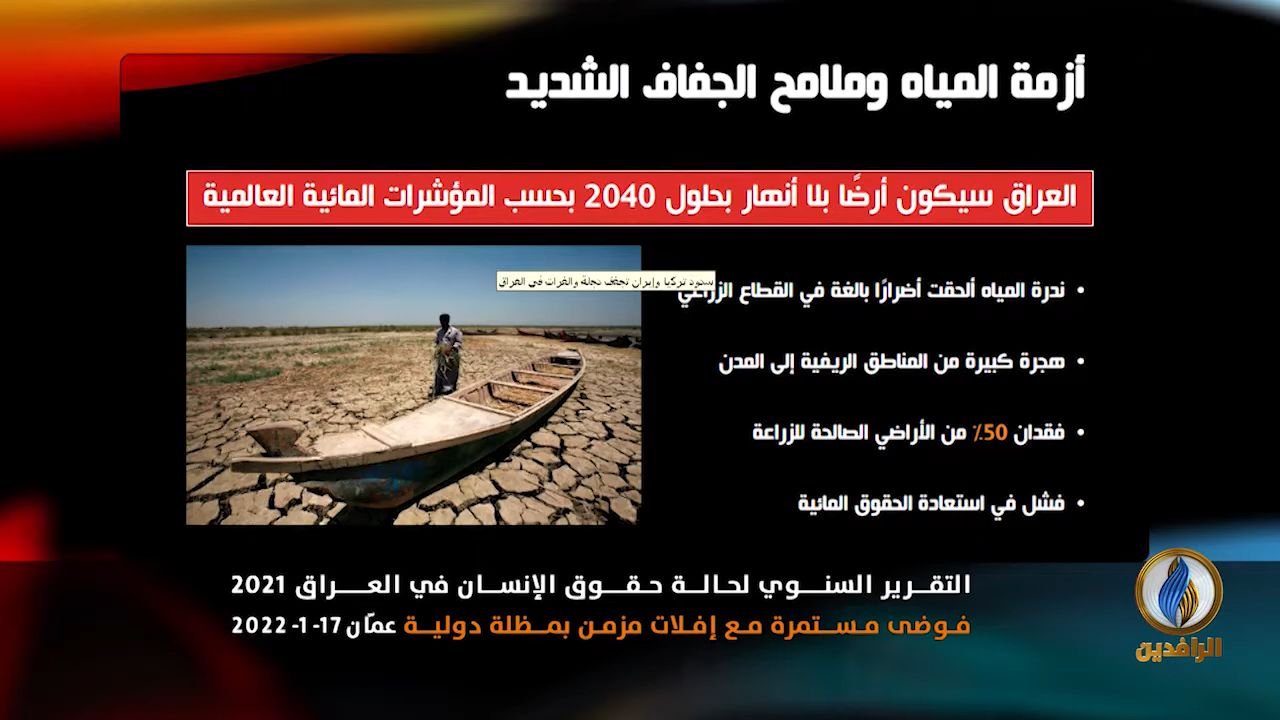 أزمة المياه وملامح الجفاف الشديد
العراق سيكون أرضًا بلا أنهار بحلول 2040 بحسب المؤشرات المائية العالمية
سدود تركيا وإيران تجفف دجلة والفرات في العراق
• ندرة المياه ألحقت أضرارًا بالغة في القطاع الزراعي
• هجرة كبيرة من المناطق الريفية إلى المدن
• فقدان 50٪ من الأراضي الصالحة للزراعة
• فشل في استعادة الحقوق المائية
التقرير السنوي لحالة حقوق الإنسان في العراق 2021
فوضى مستمرة مع إفلات مزمن بمظلة دولية عمّان 17- 1- 2022
الرافدين